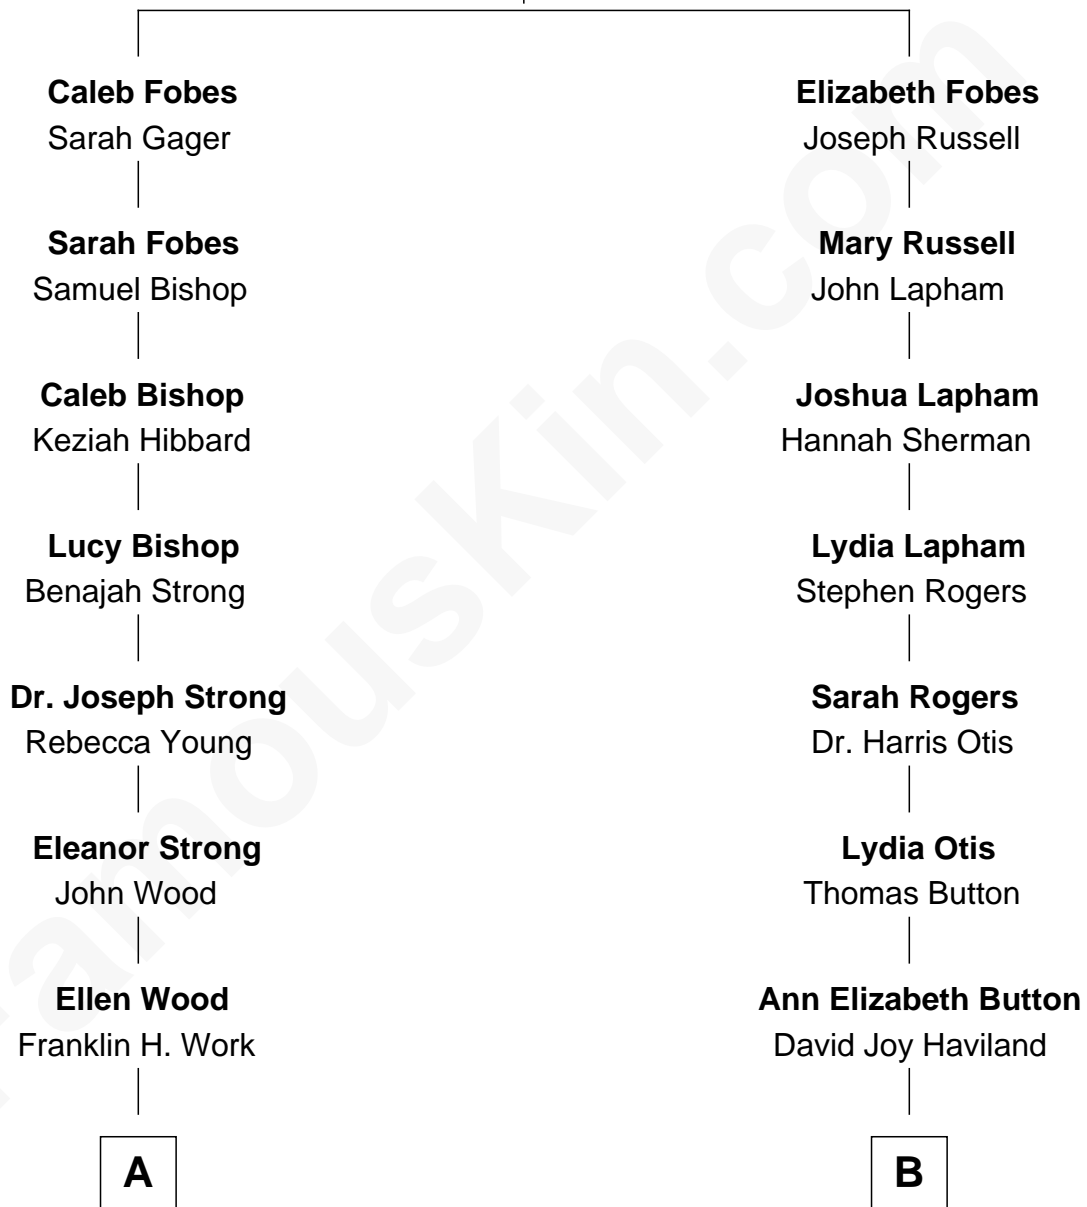 Caleb Fobes
Sarah Gager
Elizabeth Fobes
Joseph Russell
Sarah Fobes
Samuel Bishop
Mary Russell
John Lapham
Caleb Bishop
Keziah Hibbard
Joshua Lapham
Hannah Sherman
Lucy Bishop
Benajah Strong
Lydia Lapham
Stephen Rogers
Dr. Joseph Strong
Rebecca Young
Sarah Rogers
Dr. Harris Otis
Eleanor Strong
John Wood
Lydia Otis
Thomas Button
Ellen Wood
Franklin H. Work
Ann Elizabeth Button
David Joy Haviland
A
B
FamousKin.com